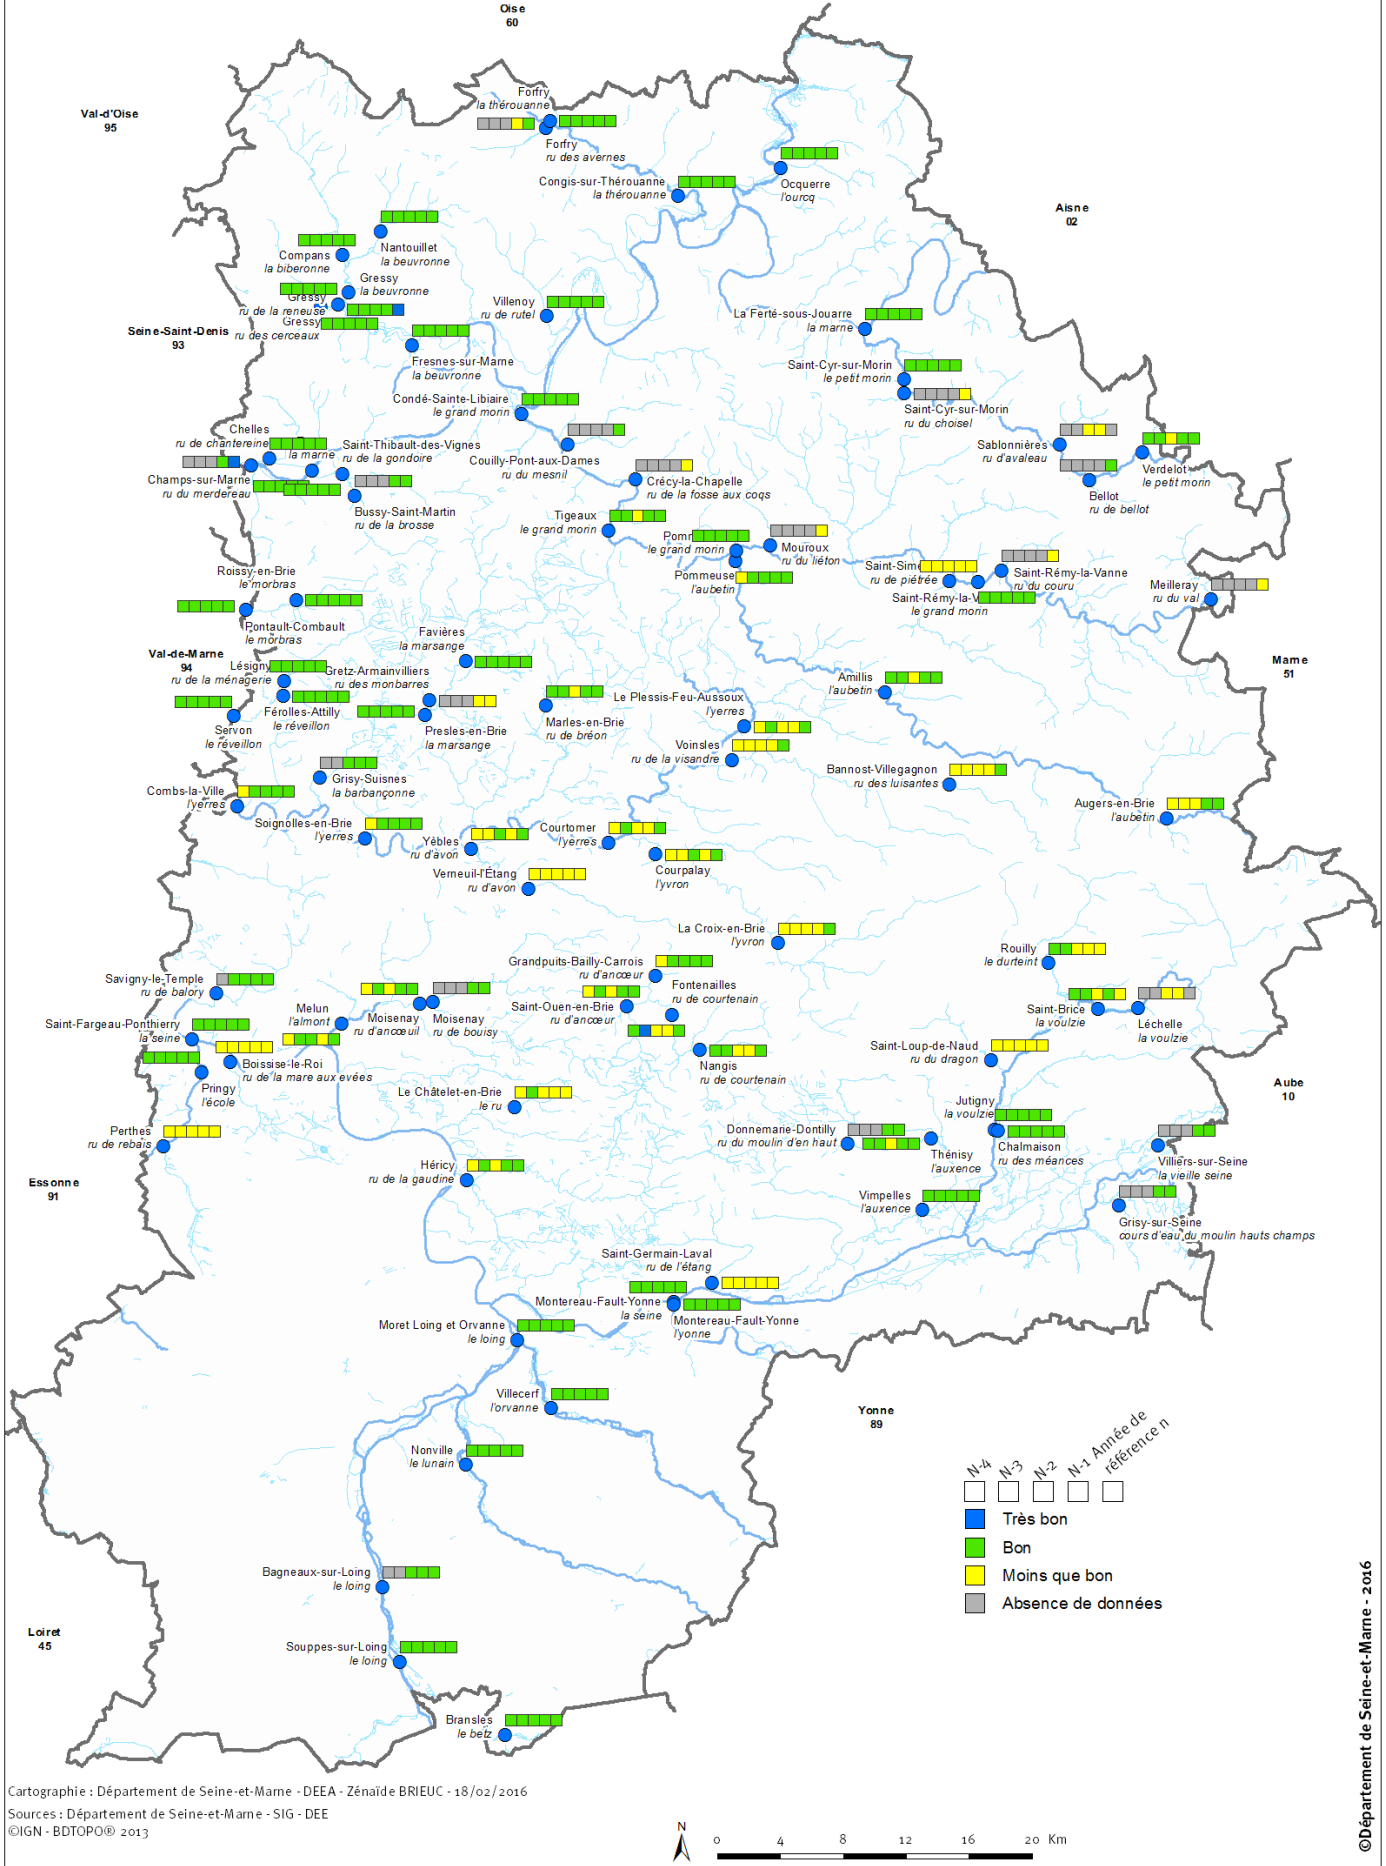 Oise
60
Val-d'Oise
95
Forfry
la thérouanne
Forfry
ru des avernes
Congis-sur-Thérouanne
la thérouanne
Ocquerre
l'ourcq
Aisne
02
Nantouillet
la beuvronne
Compans
la biberonne
Gressy
la beuvronne
Gressy
ru de la reneuse
Gressy
ru des cerceaux
Villenoy
ru de rutel
La Ferté-sous-Jouarre
la marne
Seine-Saint-Denis
93
Fresnes-sur-Marne
la beuvronne
Saint-Cyr-sur-Morin
le petit morin
Condé-Sainte-Libiaire
le grand morin
Saint-Cyr-sur-Morin
ru du choisel
Chelles
ru de chantereine
la marne
Saint-Thibault-des-Vignes
ru de la gondoire
Couilly-Pont-aux-Dames
ru du mesnil
Sablonnières
ru d'avaleau
Verdelot
le petit morin
Champs-sur-Marne
ru du merdereau
Crécy-la-Chapelle
ru de la fosse aux coqs
Bellot
ru de bellot
Bussy-Saint-Martin
ru de la brosse
Tigeaux
le grand morin
Pomm
le grand morin
Mouroux
ru du liéton
Pommeuse
l'aubetin
Saint-Simé
ru de piétrée
Saint-Rémy-la-Vanne
ru du couru
Saint-Rémy-la-V
le grand morin
Meilleray
ru du val
Roissy-en-Brie
le morbras
Pontault-Combault
le morbras
Favières
la marsange
Val-de-Marne
94
Marne
51
Lésigny
ru de la ménagerie
Gretz-Armainvilliers
ru des monbarres
Amillis
l'aubetin
Le Plessis-Feu-Aussoux
l'yerres
Férolles-Attilly
le réveillon
Marles-en-Brie
ru de bréon
Servon
le réveillon
Presles-en-Brie
la marsange
Voinsles
ru de la visandre
Bannost-Villegagnon
ru des luisantes
Grisy-Suisnes
la barbançonne
Combs-la-Ville
l'yerres
Augers-en-Brie
l'aubetin
Soignolles-en-Brie
l'yerres
Yèbles
ru d'avon
Courtomer
l'yerres
Courpalay
l'yvron
Verneuil-l'Étang
ru d'avon
La Croix-en-Brie
l'yvron
Rouilly
le durteint
Grandpuits-Bailly-Carrois
ru d'ancœur
Savigny-le-Temple
ru de balory
Fontenailles
ru de courtenain
Saint-Ouen-en-Brie
ru d'ancœur
Melun
l'almont
Moisenay
ru d'ancœuil
Moisenay
ru de bouisy
Saint-Brice
la voulzie
Léchelle
la voulzie
Saint-Fargeau-Ponthierry
la seine
Boissise-le-Roi
ru de la mare aux evées
Nangis
ru de courtenain
Saint-Loup-de-Naud
ru du dragon
Pringy
l'école
Le Châtelet-en-Brie
le ru
Aube
10
Jutigny
la voulzie
Perthes
ru de rebais
Donnemarie-Dontilly
ru du moulin d'en haut
Thénisy
l'auxence
Chalmaison
ru des méances
Villiers-sur-Seine
la vieille seine
Héricy
ru de la gaudine
Essonne
91
Vimpelles
l'auxence
Grisy-sur-Seine
cours d'eau du moulin hauts champs
Saint-Germain-Laval
ru de l'étang
Montereau-Fault-Yonne
la seine
Montereau-Fault-Yonne
l'yonne
Moret Loing et Orvanne
le loing
Villecerf
l'orvanne
Yonne
89
Nonville
le lunain
N-4
N-3
N-2
N-1
Année de
référence n
Très bon
Bon
Moins que bon
Absence de données
Bagneaux-sur-Loing
le loing
Loiret
45
Souppes-sur-Loing
le loing
Bransles
le betz
©Département de Seine-et-Marne - 2016
Cartographie : Département de Seine-et-Marne - DEEA - Zénaïde BRIEUC - 18/02/2016
Sources : Département de Seine-et-Marne - SIG - DEE
©IGN - BDTOPO® 2013
N
0 4 8 12 16 20 Km